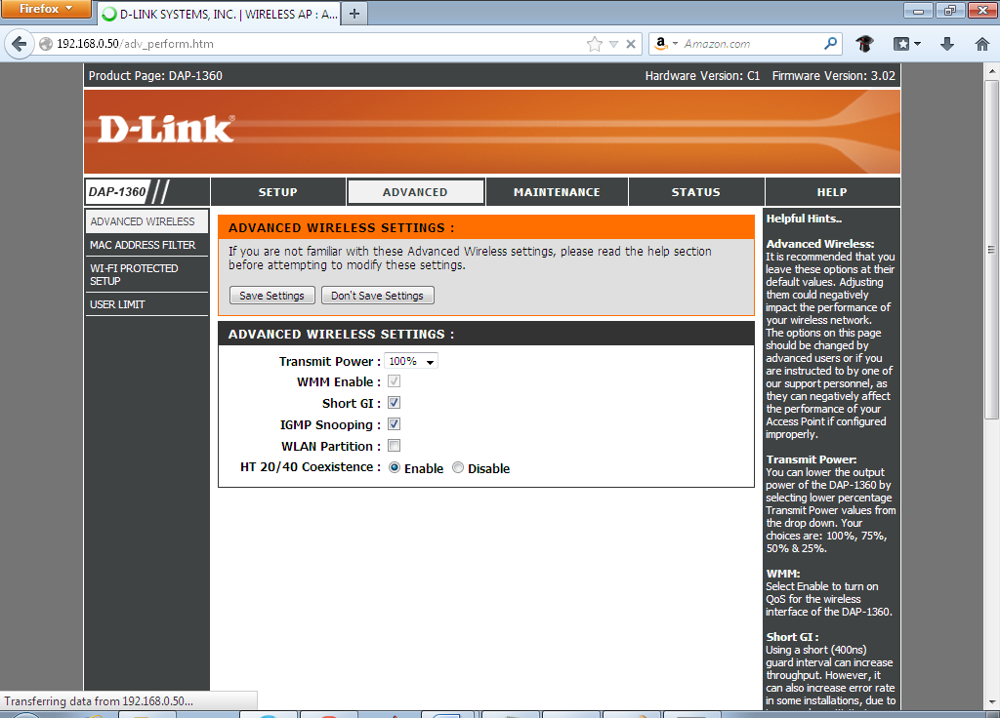 Firefox
D-LINK SYSTEMS, INC. | WIRELESS AP : A...
192.168.0.50/adv_perform.htm
Amazon.com
Product Page: DAP-1360
Hardware Version: C1 Firmware Version: 3.02
D-Link®
DAP-1360
SETUP
ADVANCED
MAINTENANCE
STATUS
HELP
ADVANCED WIRELESS
MAC ADDRESS FILTER
WI-FI PROTECTED
SETUP
USER LIMIT
ADVANCED WIRELESS SETTINGS :
If you are not familiar with these Advanced Wireless settings, please read the help section
before attempting to modify these settings.
Save Settings Don't Save Settings
ADVANCED WIRELESS SETTINGS :
Transmit Power : 100%
WMM Enable :
Short GI :
IGMP Snooping :
WLAN Partition :
HT 20/40 Coexistence : Enable Disable
Helpful Hints..
Advanced Wireless:
It is recommended that you
leave these options at their
default values. Adjusting
them could negatively
impact the performance of
your wireless network.
The options on this page
should be changed by
advanced users or if you
are instructed to by one of
our support personnel, as
they can negatively affect
the performance of your
Access Point if configured
improperly.
Transmit Power:
You can lower the output
power of the DAP-1360 by
selecting lower percentage
Transmit Power values from
the drop down. Your
choices are: 100%, 75%,
50% & 25%.
WMM:
Select Enable to turn on
QoS for the wireless
interface of the DAP-1360.
Short GI :
Using a short (400ns)
guard interval can increase
throughput. However, it
can also increase error rate
in some installations, due to
Transferring data from 192.168.0.50...